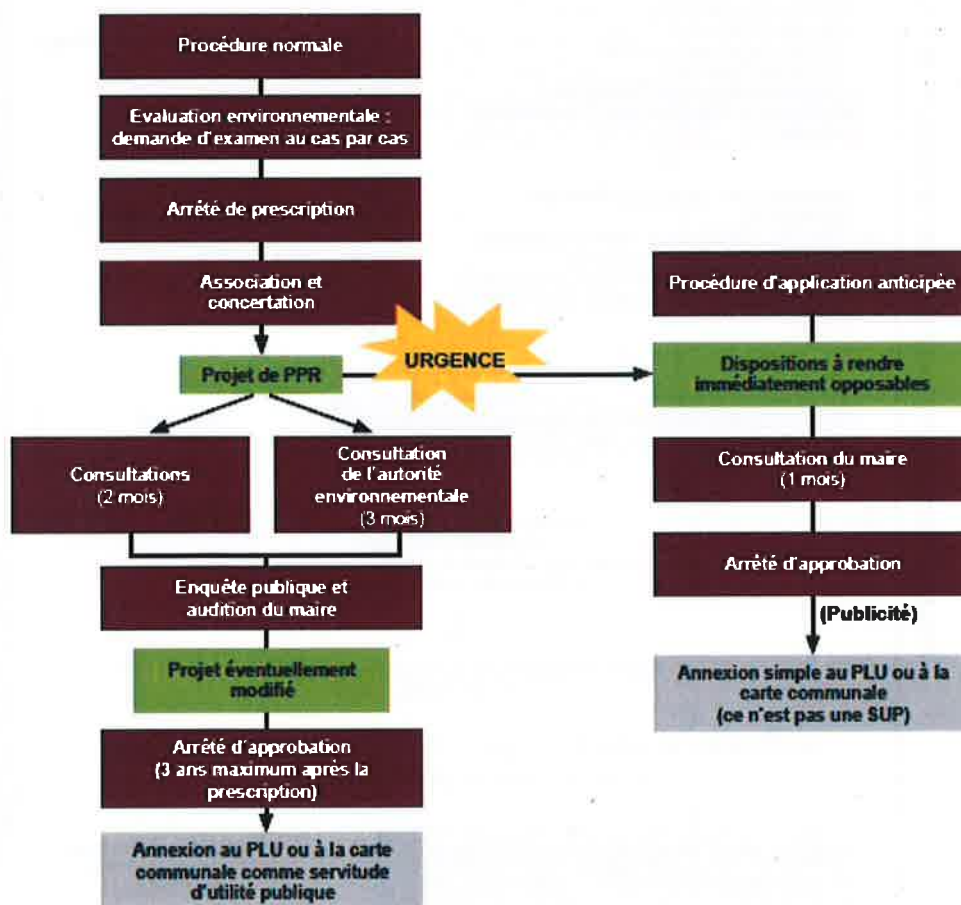 Procédure normale
Evaluation environnementale :
demande d'examen au cas par cas
Arrêté de prescription
Association et
concertation
Projet de PPR
URGENCE
Consultations
(2 mois)
Consultation
de l'autorité
environnementale
(3 mois)
Enquête publique et
audition du maire
Projet éventuellement
modifié
Arrêté d'approbation
(3 ans maximum après la
prescription)
Annexion au PLU ou à la carte
communale comme servitude
d'utilité publique
Procédure d'application anticipée
Dispositions à rendre
immédiatement opposables
Consultation du maire
(1 mois)
Arrêté d'approbation
(Publicité)
Annexion simple au PLU ou à la
carte communale
(ce n'est pas une SUP)